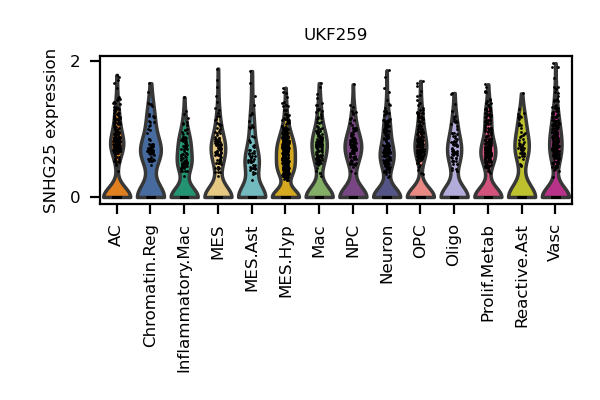 UKF259
SNHG25 expression
2
0
AC
Chromatin.Reg
Inflammatory.Mac
MES
MES.Ast
MES.Hyp
Mac
NPC
Neuron
OPC
Oligo
Prolif.Metab
Reactive.Ast
Vasc